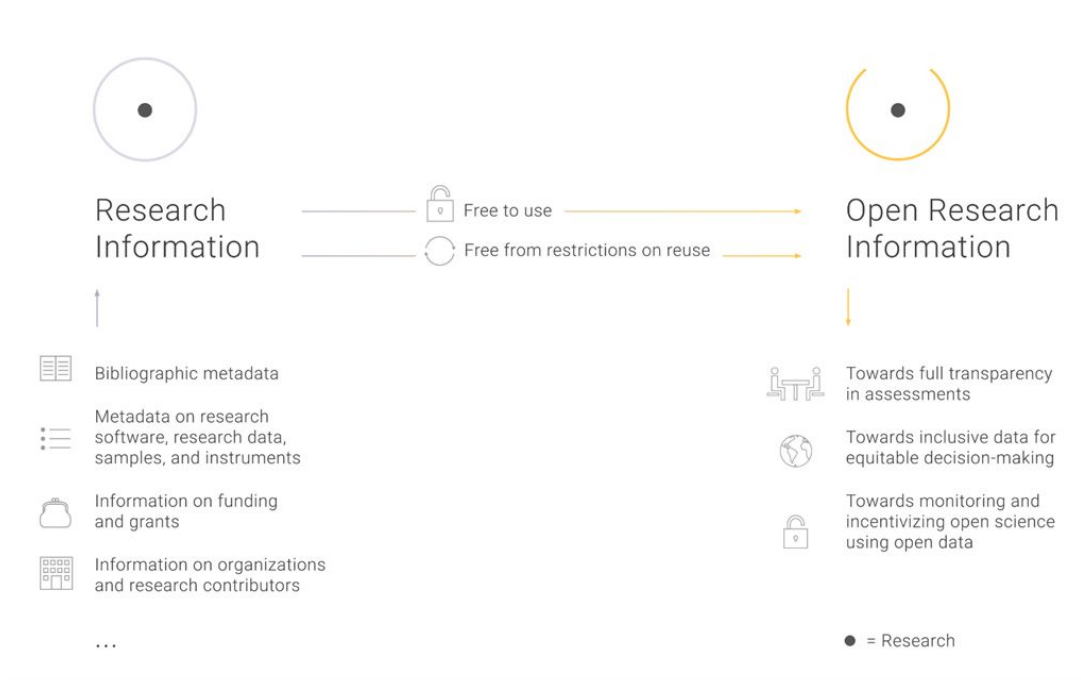 Research
Information
Free to use
Free from restrictions on reuse
Open Research
Information
Bibliographic metadata
Metadata on research
software, research data,
samples, and instruments
Information on funding
and grants
Information on organizations
and research contributors
...
Towards full transparency
in assessments
Towards inclusive data for
equitable decision-making
Towards monitoring and
incentivizing open science
using open data
= Research